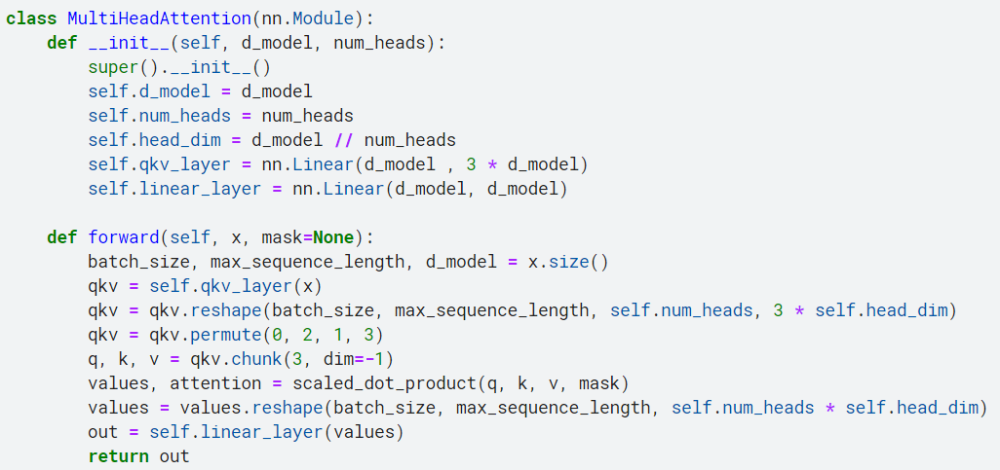 class MultiHeadAttention(nn.Module):
    def __init__(self, d_model, num_heads):
        super().__init__()
        self.d_model = d_model
        self.num_heads = num_heads
        self.head_dim = d_model // num_heads
        self.qkv_layer = nn.Linear(d_model , 3 * d_model)
        self.linear_layer = nn.Linear(d_model, d_model)

    def forward(self, x, mask=None):
        batch_size, max_sequence_length, d_model = x.size()
        qkv = self.qkv_layer(x)
        qkv = qkv.reshape(batch_size, max_sequence_length, self.num_heads, 3 * self.head_dim)
        qkv = qkv.permute(0, 2, 1, 3)
        q, k, v = qkv.chunk(3, dim=-1)
        values, attention = scaled_dot_product(q, k, v, mask)
        values = values.reshape(batch_size, max_sequence_length, self.num_heads * self.head_dim)
        out = self.linear_layer(values)
        return out